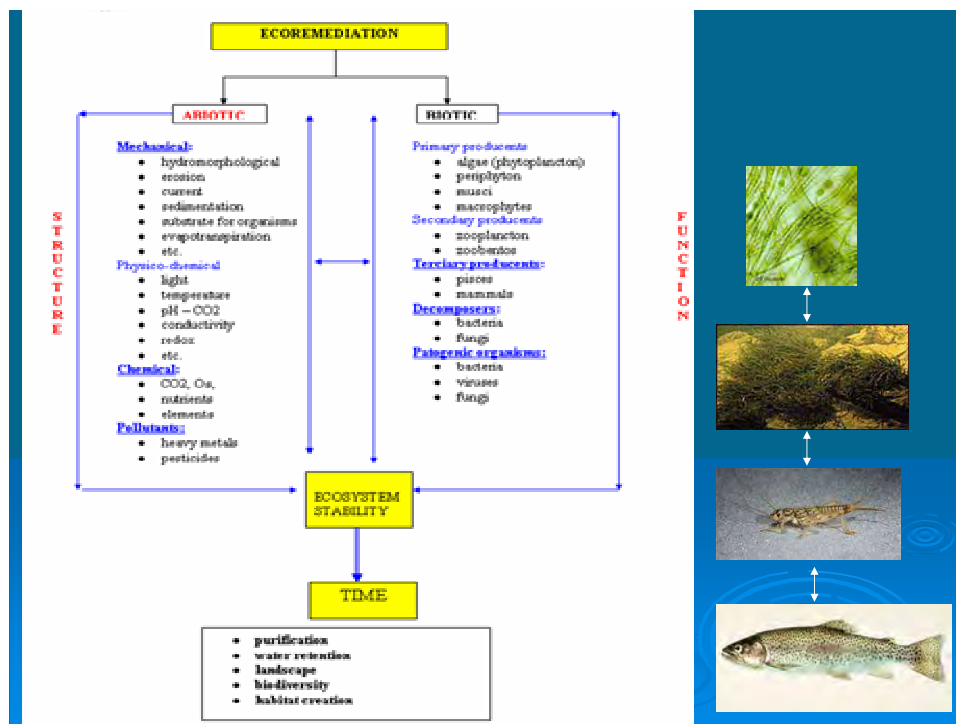 ECOREMEDIATION
ABIOTIC
BIOTIC
STRUCTURE
Mechanical:
● hydromorphological
● erosion
● current
● sedimentation
● substrate for organisms
● evapotranspiration
● etc.
Physico-chemical
● light
● temperature
● pH – CO2
● conductivity
● redox
● etc.
Chemical:
● CO2, Os,
● nutrients
● elements
Pollutants:
● heavy metals
● pesticides
Primary producents
● algae (phytoplancton)
● periphyton
● musci
● macrophytes
Secondary producents
● zooplancton
● zoobentos
Terciary producents:
● pisces
● mammals
Decomposers:
● bacteria
● fungi
Patogenic organisms:
● bacteria
● viruses
● fungi
FUNCTION
ECOSYSTEM
STABILITY
TIME
● purification
● water retention
● landscape
● biodiversity
● habitat creation